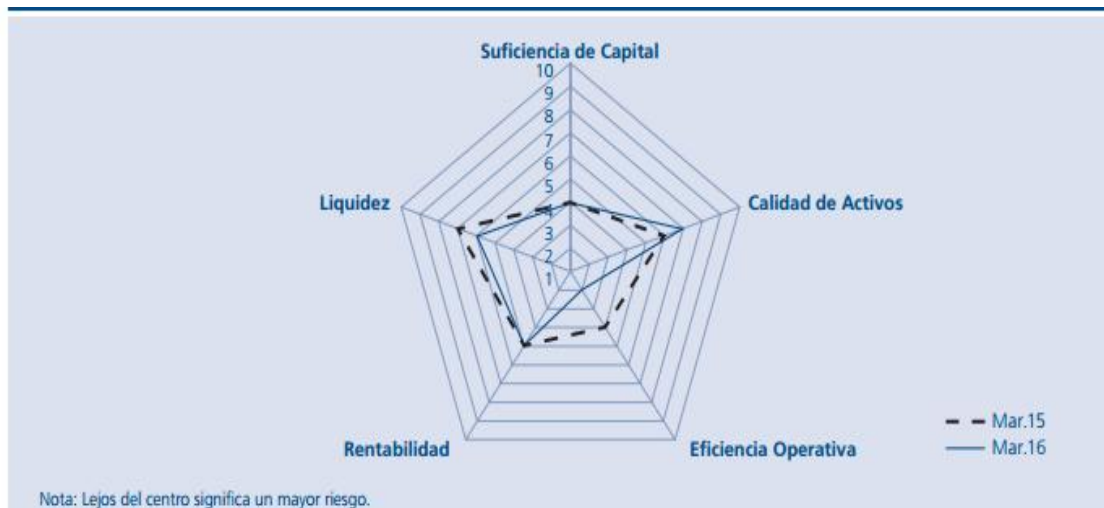 Suficiencia de Capital
10
9
8
7
6
5
4
3
2
1
Liquidez
Calidad de Activos
Rentabilidad
Eficiencia Operativa
Mar.15
Mar.16
Nota: Lejos del centro significa un mayor riesgo.